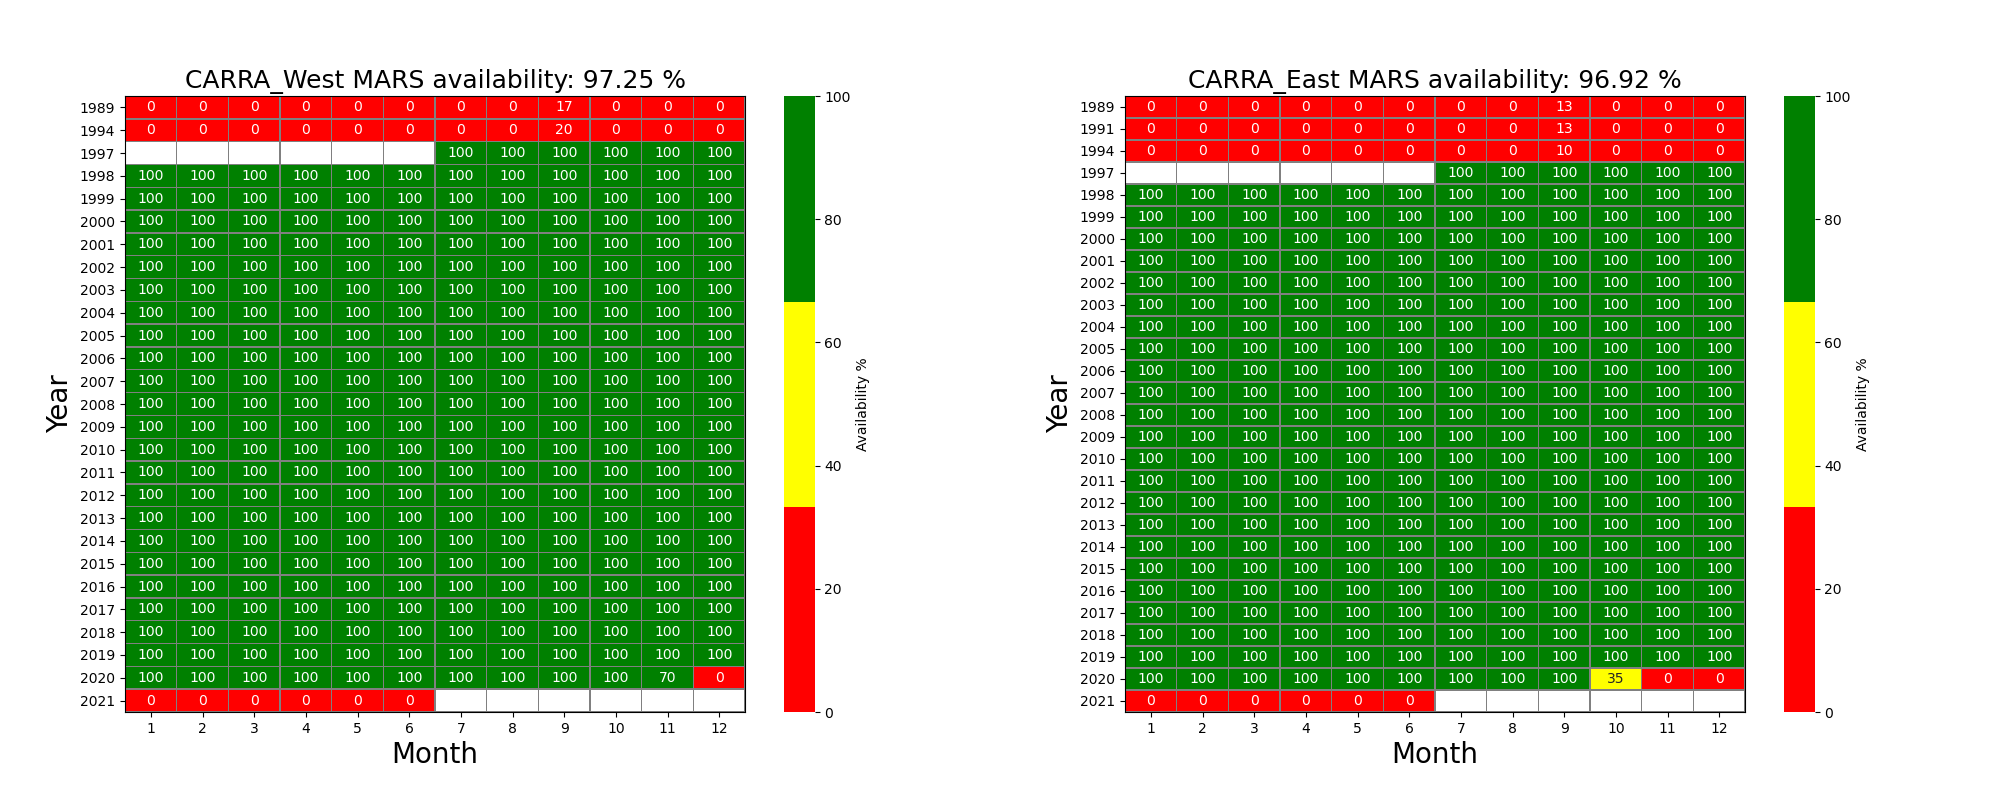 CARRA_West MARS availability: 97.25 %
1989 0 0 0 0 0 0 0 0 17 0 0 0
1994 0 0 0 0 0 0 0 0 20 0 0 0
1997 100 100 100 100 100 100
1998 100 100 100 100 100 100 100 100 100 100 100 100
1999 100 100 100 100 100 100 100 100 100 100 100 100
2000 100 100 100 100 100 100 100 100 100 100 100 100
2001 100 100 100 100 100 100 100 100 100 100 100 100
2002 100 100 100 100 100 100 100 100 100 100 100 100
2003 100 100 100 100 100 100 100 100 100 100 100 100
2004 100 100 100 100 100 100 100 100 100 100 100 100
2005 100 100 100 100 100 100 100 100 100 100 100 100
2006 100 100 100 100 100 100 100 100 100 100 100 100
2007 100 100 100 100 100 100 100 100 100 100 100 100
2008 100 100 100 100 100 100 100 100 100 100 100 100
2009 100 100 100 100 100 100 100 100 100 100 100 100
2010 100 100 100 100 100 100 100 100 100 100 100 100
2011 100 100 100 100 100 100 100 100 100 100 100 100
2012 100 100 100 100 100 100 100 100 100 100 100 100
2013 100 100 100 100 100 100 100 100 100 100 100 100
2014 100 100 100 100 100 100 100 100 100 100 100 100
2015 100 100 100 100 100 100 100 100 100 100 100 100
2016 100 100 100 100 100 100 100 100 100 100 100 100
2017 100 100 100 100 100 100 100 100 100 100 100 100
2018 100 100 100 100 100 100 100 100 100 100 100 100
2019 100 100 100 100 100 100 100 100 100 100 100 100
2020 100 100 100 100 100 100 100 100 100 100 70 0
2021 0 0 0 0 0 0
1 2 3 4 5 6 7 8 9 10 11 12
Month
Year
100
80
60
40
20
0
Availability %
CARRA_East MARS availability: 96.92 %
1989 0 0 0 0 0 0 0 0 13 0 0 0
1991 0 0 0 0 0 0 0 0 13 0 0 0
1994 0 0 0 0 0 0 0 0 10 0 0 0
1997 100 100 100 100 100 100
1998 100 100 100 100 100 100 100 100 100 100 100 100
1999 100 100 100 100 100 100 100 100 100 100 100 100
2000 100 100 100 100 100 100 100 100 100 100 100 100
2001 100 100 100 100 100 100 100 100 100 100 100 100
2002 100 100 100 100 100 100 100 100 100 100 100 100
2003 100 100 100 100 100 100 100 100 100 100 100 100
2004 100 100 100 100 100 100 100 100 100 100 100 100
2005 100 100 100 100 100 100 100 100 100 100 100 100
2006 100 100 100 100 100 100 100 100 100 100 100 100
2007 100 100 100 100 100 100 100 100 100 100 100 100
2008 100 100 100 100 100 100 100 100 100 100 100 100
2009 100 100 100 100 100 100 100 100 100 100 100 100
2010 100 100 100 100 100 100 100 100 100 100 100 100
2011 100 100 100 100 100 100 100 100 100 100 100 100
2012 100 100 100 100 100 100 100 100 100 100 100 100
2013 100 100 100 100 100 100 100 100 100 100 100 100
2014 100 100 100 100 100 100 100 100 100 100 100 100
2015 100 100 100 100 100 100 100 100 100 100 100 100
2016 100 100 100 100 100 100 100 100 100 100 100 100
2017 100 100 100 100 100 100 100 100 100 100 100 100
2018 100 100 100 100 100 100 100 100 100 100 100 100
2019 100 100 100 100 100 100 100 100 100 100 100 100
2020 100 100 100 100 100 100 100 100 100 35 0 0
2021 0 0 0 0 0 0
1 2 3 4 5 6 7 8 9 10 11 12
Month
Year
100
80
60
40
20
0
Availability %